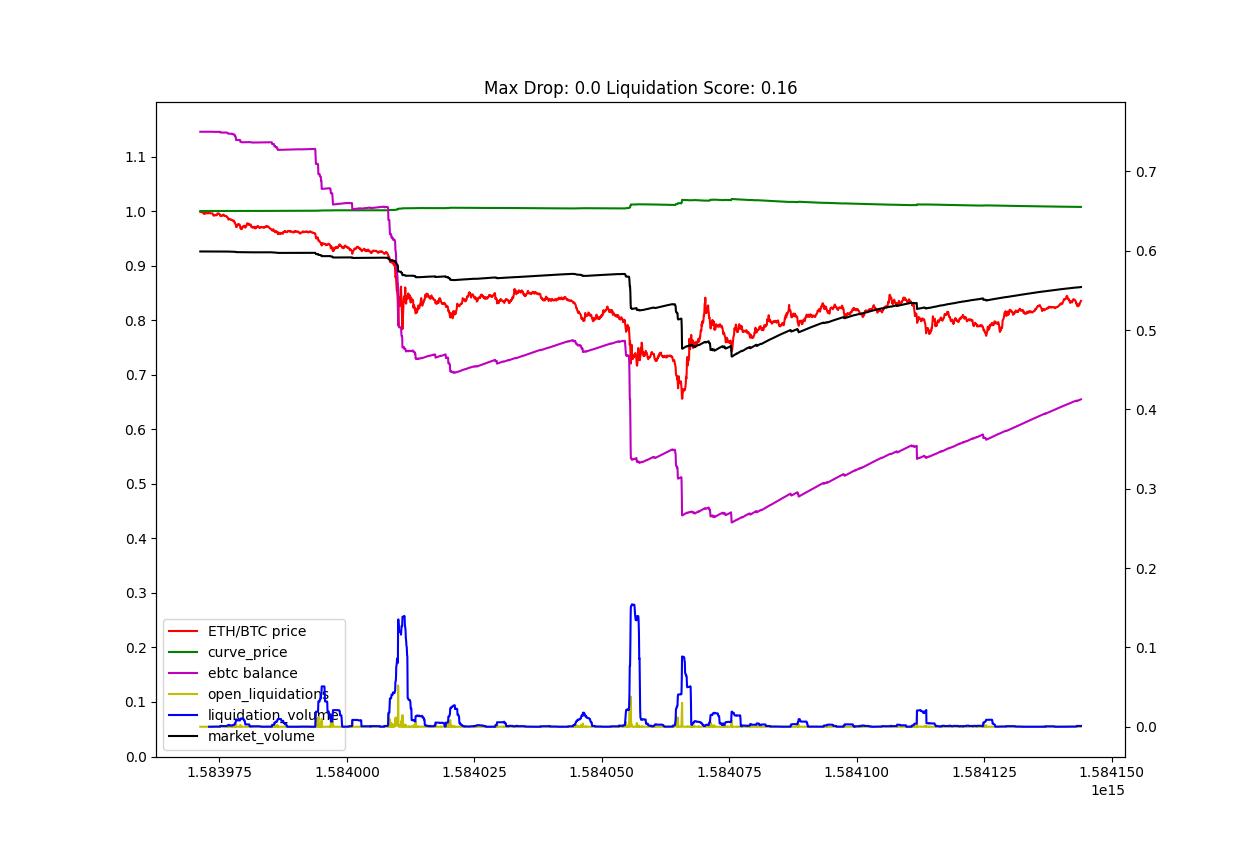 Max Drop: 0.0 Liquidation Score: 0.16
1.1
1.0
0.9
0.8
0.7
0.6
0.5
0.4
0.3
0.2
0.1
0.0
0.7
0.6
0.5
0.4
0.3
0.2
0.1
0.0
ETH/BTC price
curve_price
ebtc balance
open_liquidations
liquidation_volume
market_volume
1.583975 1.584000 1.584025 1.584050 1.584075 1.584100 1.584125 1.584150
1e15